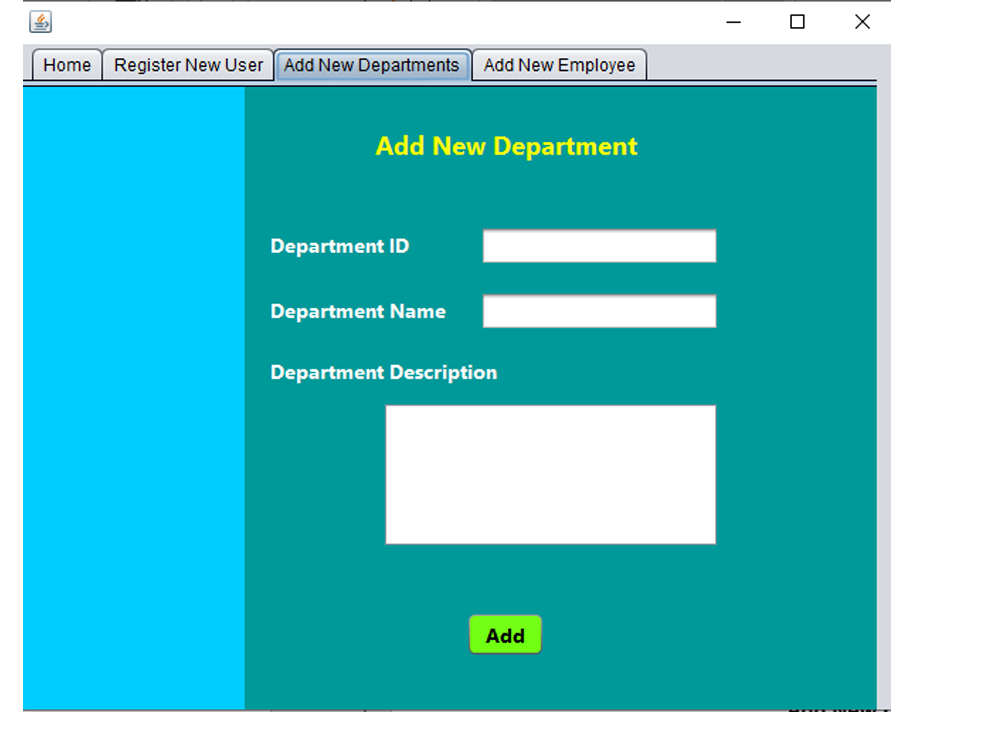 Home Register New User Add New Departments Add New Employee
Add New Department
Department ID
Department Name
Department Description
Add